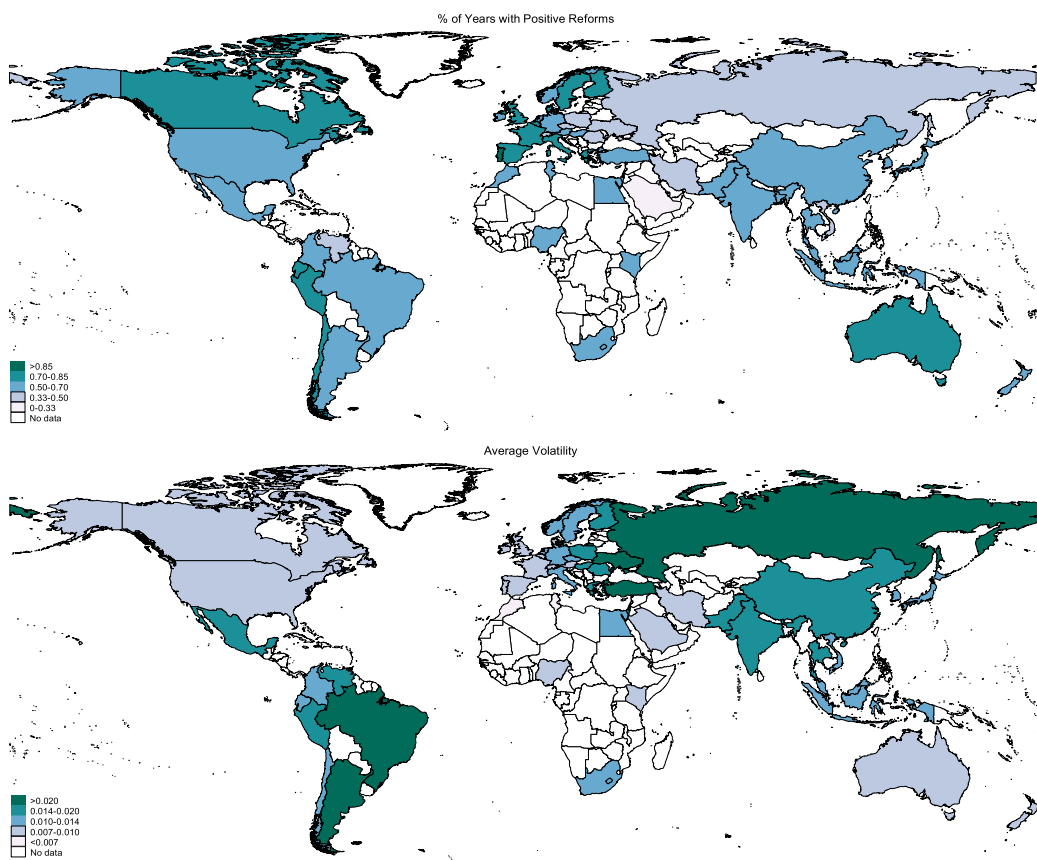 % of Years with Positive Reforms
>0.85
0.70-0.85
0.50-0.70
0.33-0.50
0-0.33
No data
Average Volatility
>0.020
0.014-0.020
0.010-0.014
0.007-0.010
<0.007
No data